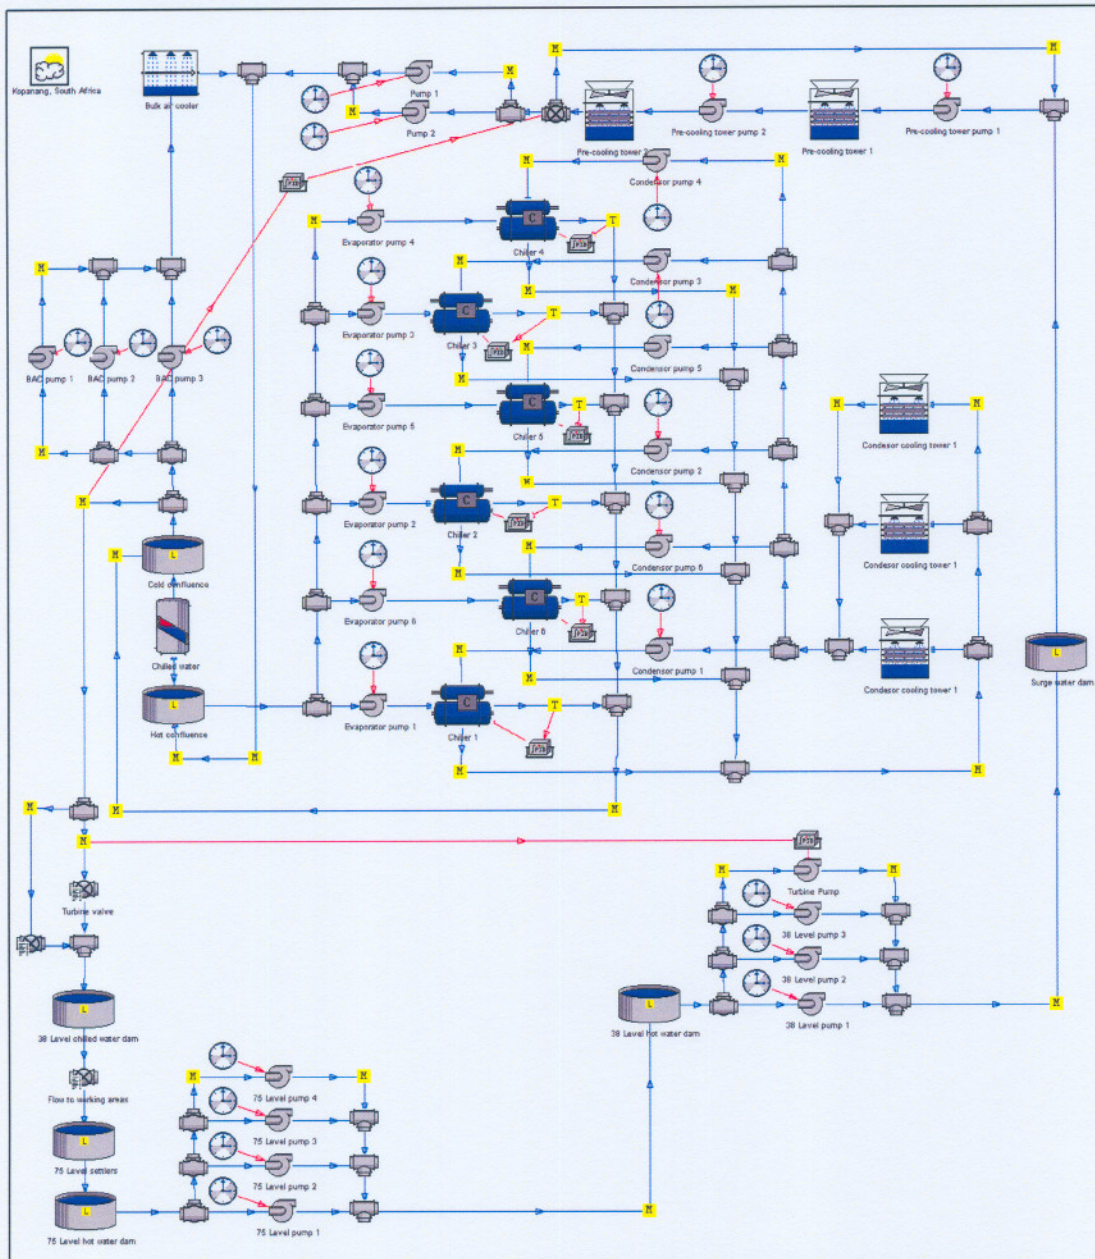 Kopanang, South Africa
Bulk air cooler
Pump 1
Pump 2
Pre-cooling tower 2
Pre-cooling tower pump 2
Pre-cooling tower 1
Pre-cooling tower pump 1
M
M
M
M
Condensor pump 4
M
M
Evaporator pump 4
C
Chiller 4
T
M
M
Condensor pump 3
M
M
M
Evaporator pump 3
C
Chiller 3
T
M
Condensor pump 5
M
BAC pump 1
BAC pump 2
BAC pump 3
Evaporator pump 5
C
Chiller 5
T
M
Condensor pump 2
M
Condesor cooling tower 1
M
M
M
Evaporator pump 2
C
Chiller 2
T
M
M
Condensor pump 6
M
Condesor cooling tower 1
L
Cold confluence
M
Evaporator pump 6
C
Chiller 6
T
Chilled water
Condensor pump 1
M
M
Condesor cooling tower 1
L
Surge water dam
L
Hot confluence
Evaporator pump 1
C
Chiller 1
T
M
M
M
M
M
M
M
M
Turbine valve
M
Turbine Pump
M
38 Level pump 3
38 Level pump 2
L
38 Level hot water dam
38 Level pump 1
M
L
38 Level chilled water dam
Flow to working areas
M
75 Level pump 4
M
75 Level pump 3
L
75 Level settlers
75 Level pump 2
L
75 Level hot water dam
75 Level pump 1
M